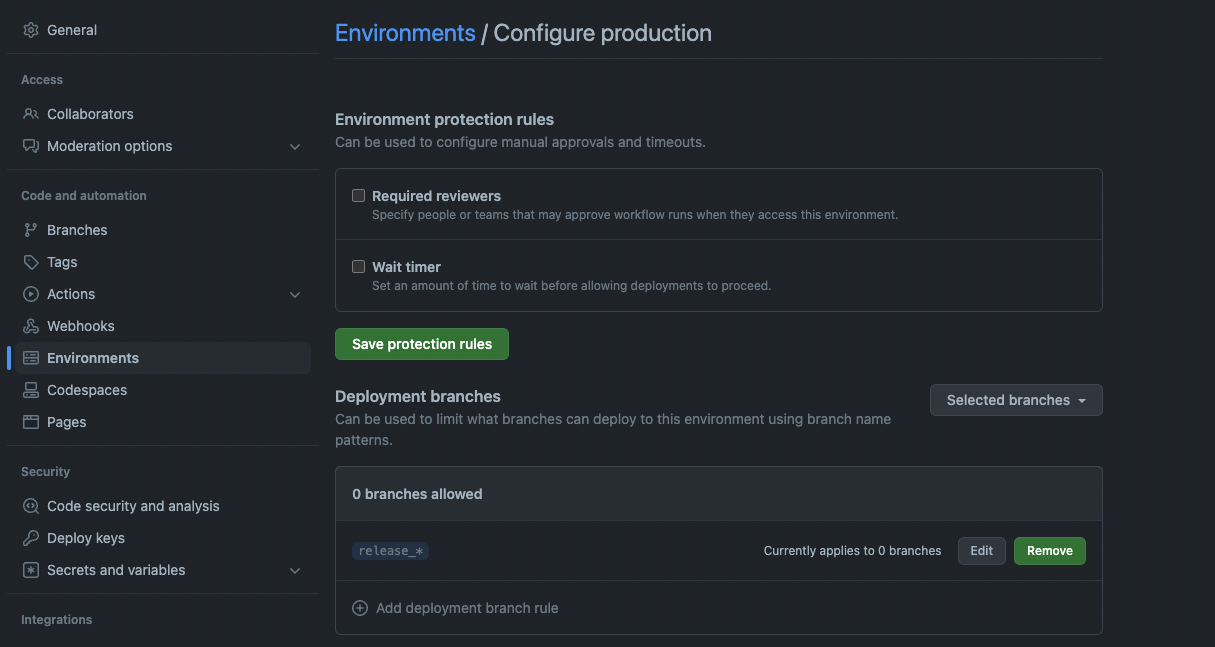 General
Access
Collaborators
Moderation options
Code and automation
Branches
Tags
Actions
Webhooks
Environments
Codespaces
Pages
Security
Code security and analysis
Deploy keys
Secrets and variables
Integrations
Environments / Configure production
Environment protection rules
Can be used to configure manual approvals and timeouts.
Required reviewers
Specify people or teams that may approve workflow runs when they access this environment.
Wait timer
Set an amount of time to wait before allowing deployments to proceed.
Save protection rules
Deployment branches
Can be used to limit what branches can deploy to this environment using branch name
patterns.
Selected branches
0 branches allowed
release_*
Currently applies to 0 branches
Edit
Remove
Add deployment branch rule